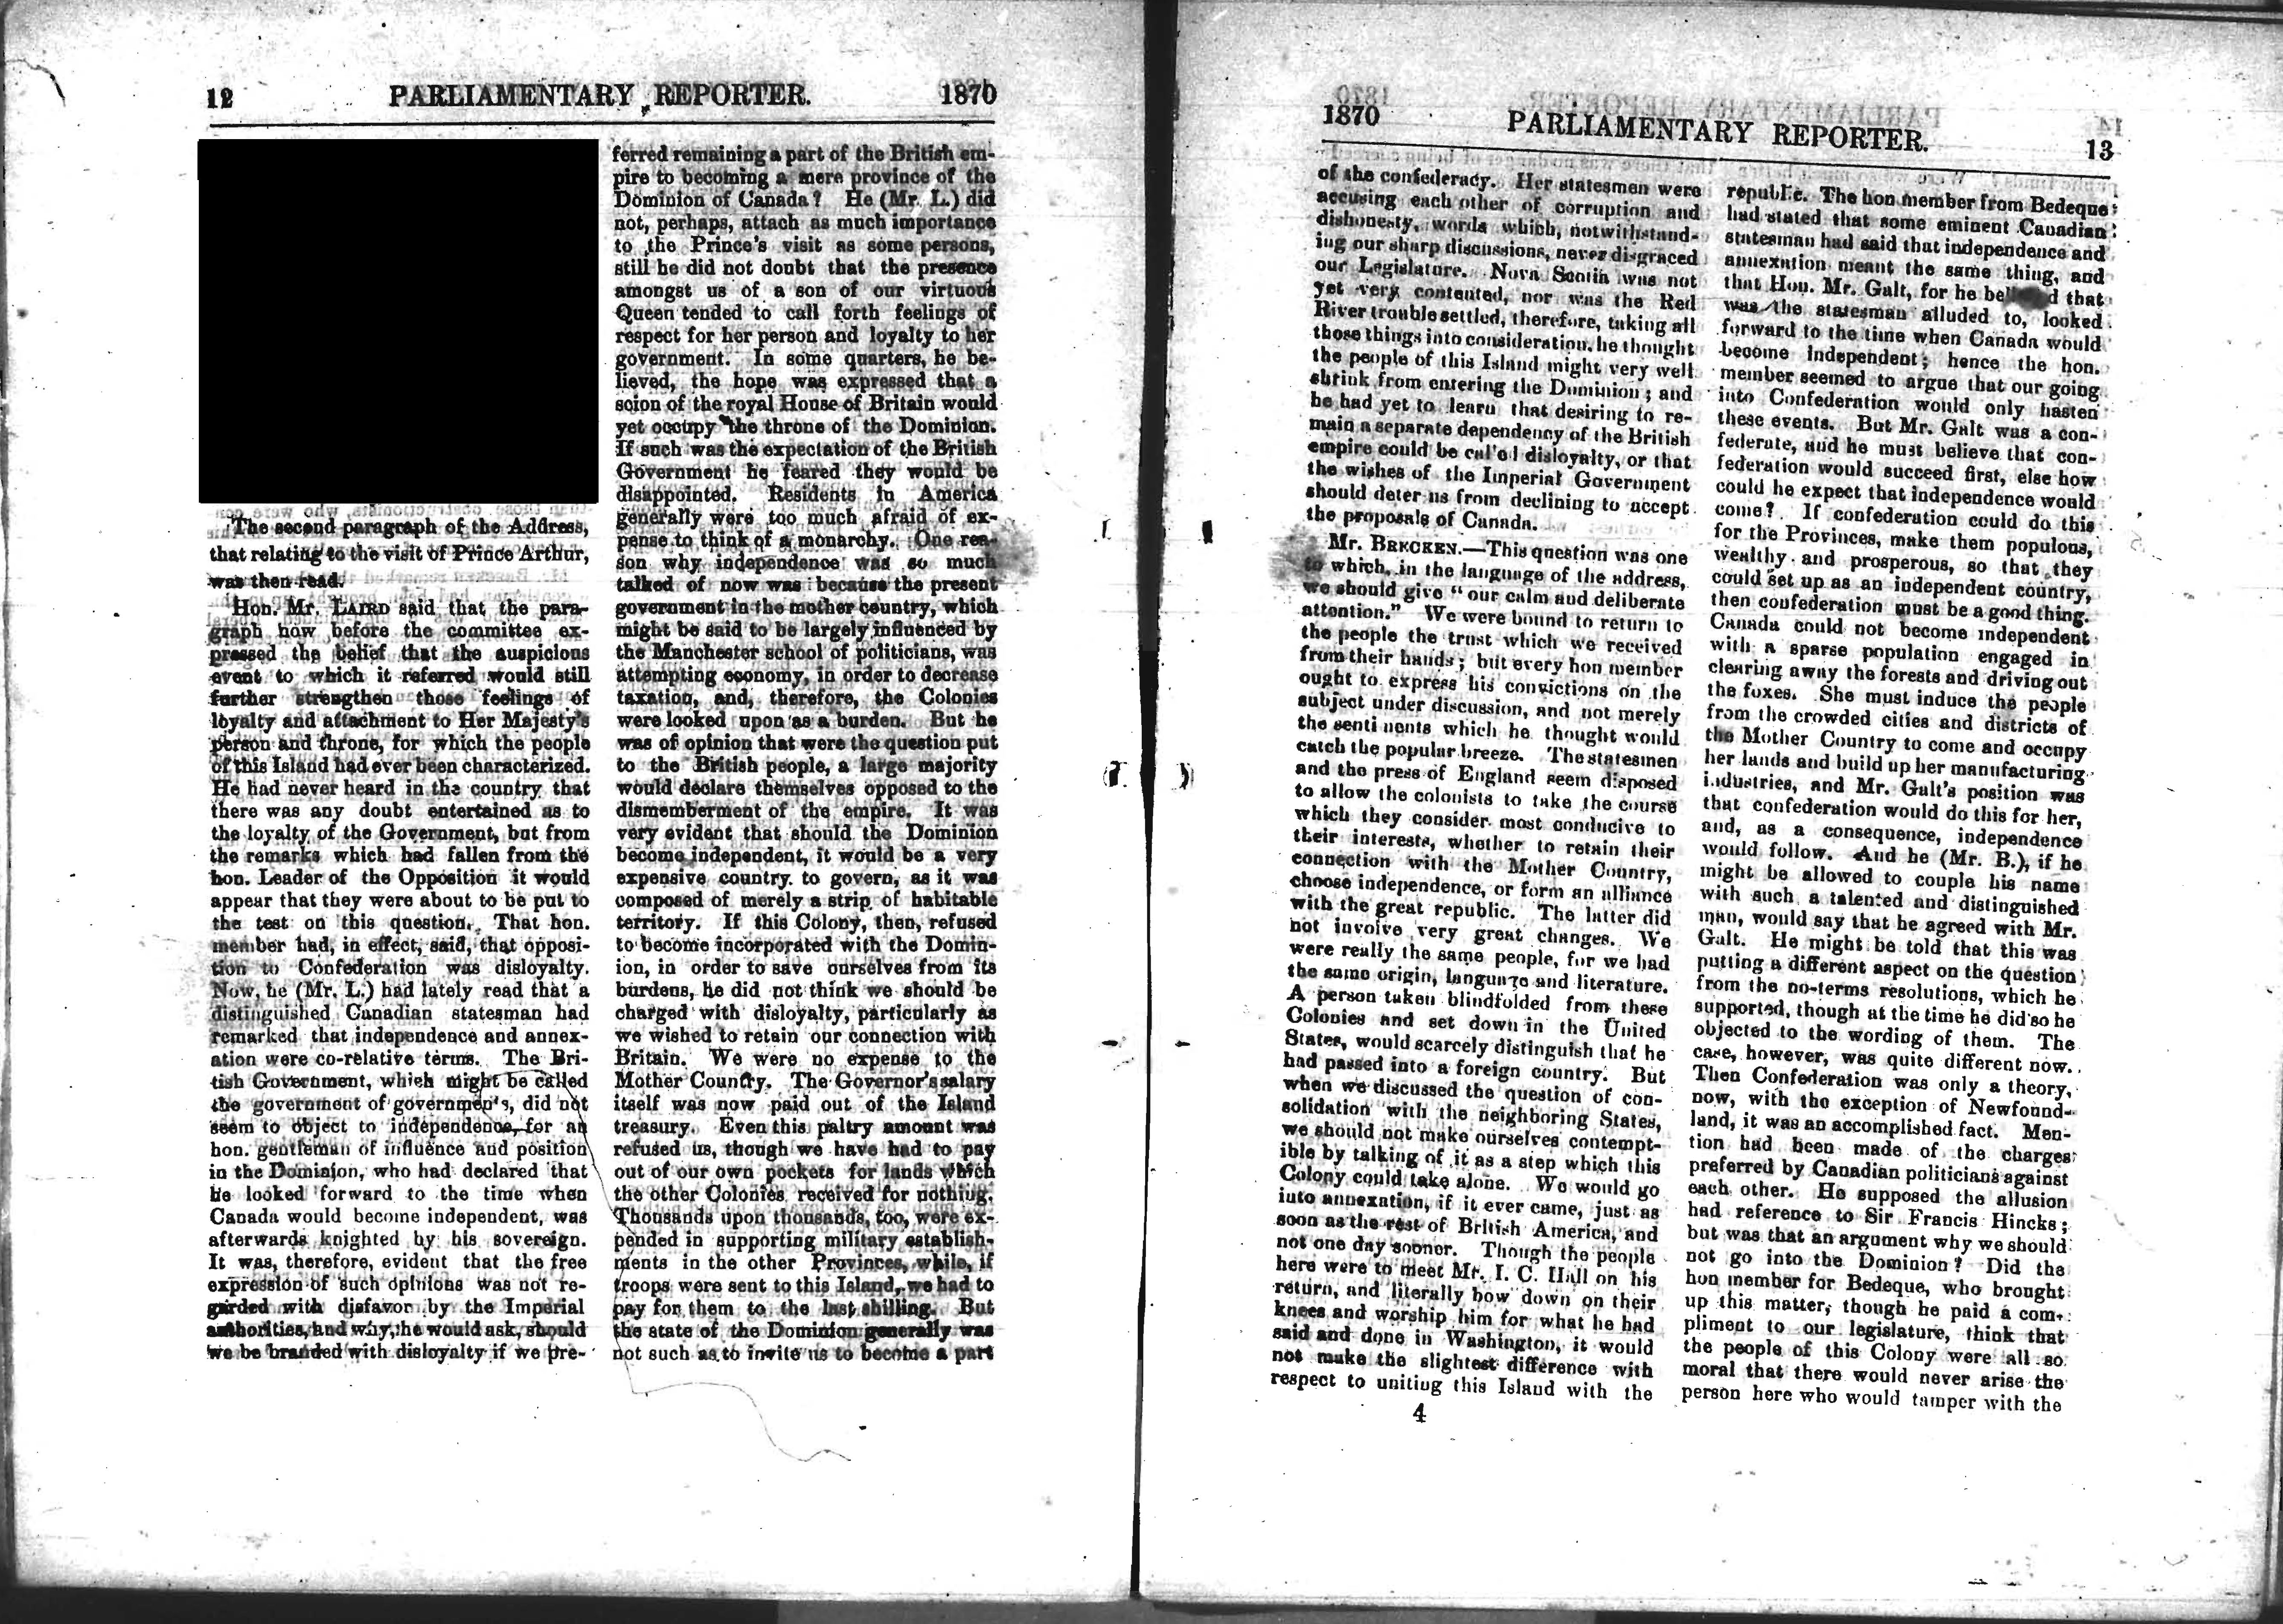 12 PARLIAMENTARY REPORTER. 1870
The second paragraph of the Address,
that relating to the visit of Prince Arthur,
was then read.
Hon. Mr. LAIRD said that the para-
graph now before the committee ex-
pressed the belief that the auspicious
event to which it referred would still
further strengthen those feelings of
loyalty and attachment to Her Majesty's
person and throne, for which the people
of this Island had ever been characterized.
He had never heard in the country that
there was any doubt entertained as to
the loyalty of the Government, but from
the remarks which had fallen from the
hon. Leader of the Opposition it would
appear that they were about to be put to
the test on this question. That hon.
member had, in effect, said, that opposi-
tion to Confederation was disloyalty.
Now, he (Mr. L.) had lately read that a
distinguished Canadian statesman had
remarked that independence and annex-
ation were co-relative terms. The Bri-
tish Government, which might be called
the government of governmen's, did not
seem to object to independence, for an
hon. gentleman of influence and position
in the Dominion, who had declared that
he looked forward to the time when
Canada would become independent, was
afterwards knighted by his sovereign.
It was, therefore, evident that the free
expression of such opinions was not re-
garded with disfavor by the Imperial
authorities, and why, he would ask, should
we be branded with disloyalty if we pre-
ferred remaining a part of the British em-
pire to becoming a mere province of the
Dominion of Canada? He (Mr. L.) did
not, perhaps, attach as much importance
to the Prince's visit as some persons,
still he did not doubt that the presence
amongst us of a son of our virtuous
Queen tended to call forth feelings of
respect for her person and loyalty to her
government. In some quarters, he be-
lieved, the hope was expressed that a
scion of the royal House of Britain would
yet occupy the throne of the Dominion.
If such was the expectation of the British
Government he feared they would be
disappointed. Residents in America
generally were too much afraid of ex-
pense to think of a monarchy. One rea-
son why independence was so much
talked of now was because the present
government in the mother country, which
might be said to be largely influenced by
the Manchester school of politicians, was
attempting economy, in order to decrease
taxation, and, therefore, the Colonies
were looked upon as a burden. But he
was of opinion that were the question put
to the British people, a large majority
would declare themselves opposed to the
dismemberment of the empire. It was
very evident that should the Dominion
become independent, it would be a very
expensive country. to govern, as it was
composed of merely a strip of habitable
territory. If this Colony, then, refused
to become incorporated with the Domin-
ion, in order to save ourselves from its
burdens, he did not think we should be
charged with disloyalty, particularly as
we wished to retain our connection with
Britain. We were no expense to the
Mother Country. The Governor's salary
itself was now paid out of the Island
treasury. Even this paltry amount was
refused us, though we have had to pay
out of our own pockets for lands which
the other Colonies received for nothing.
Thousands upon thousands, too, were ex-
pended in supporting military establish-
ments in the other Provinces, while, if
troops were sent to this Island, we had to
pay for them to the last shilling. But
the state of the Dominion generally was
not such as to invite us to become a part
1870 PARLIAMENTARY REPORTER. 13
of the confederacy. Her statesmen were
accusing each other of corruption and
dishonesty, words which, notwithstand-
ing our sharp discussions, never disgraced
our Legislature. Nova Scotia was not
yet very contented, nor was the Red
River trouble settled, therefore, taking all
those things into consideration, he thought
the people of this Island might very well
shrink from entering the Dominion; and
he had yet to learn that desiring to re-
main a separate dependency of the British
empire could be cal'el disloyalty, or that
the wishes of the Imperial Government
should deter us from declining to accept
the proposals of Canada.
Mr. BRECKEN.—This question was one
to which, in the language of the address,
we should give "our calm and deliberate
attention." We were bound to return to
the people the trust which we received
from their hands; but every hon member
ought to express his convictions on the
subject under discussion, and not merely
the senti nents which he thought would
catch the popular breeze. The statesmen
and the press of England seem disposed
to allow the colonists to take the course
which they consider most conducive to
their interests, whether to retain their
connection with the Mother Country,
choose independence, or form an alliance
with the great republic. The latter did
not involve very great changes. We
were really the same people, for we had
the same origin, language and literature.
A person taken blindfolded from these
Colonies and set down in the United
States, would scarcely distinguish that he
had passed into a foreign country. But
when we discussed the question of con-
solidation with the neighboring States,
we should not make ourselves contempt-
ible by talking of it as a step which this
Colony could take alone. We would go
into annexation, if it ever came, just as
soon as the rest of British America, and
not one day sooner. Though the people
here were to meet Mr. I. C. Hall on his
return, and literally bow down on their
knees and worship him for what he had
said and done in Washington, it would
not make the slightest difference with
respect to uniting this Island with the
4
republic. The hon member from Bedeque
had stated that some eminent Canadian
statesman had said that independence and
annexation meant the same thing, and
that Hon. Mr. Galt, for he that
was the statesman alluded to, looked
forward to the time when Canada would
become independent; hence the hon.
member seemed to argue that our going
into Confederation would only hasten
these events. But Mr. Galt was a con-
federate, and he must believe that con-
federation would succeed first, else how
could he expect that independence would
come? If confederation could do this
for the Provinces, make them populous,
wealthy and prosperous, so that they
could set up as an independent country,
then confederation must be a good thing.
Canada could not become independent
with a sparse population engaged in
clearing away the forests and driving out
the foxes. She must induce the people
from the crowded cities and districts of
the Mother Country to come and occupy
her lands and build up her manufacturing
industries, and Mr. Galt's position was
that confederation would do this for her,
and, as a consequence, independence
would follow. And he (Mr. B.), if he
might be allowed to couple his name
with such a talented and distinguished
man, would say that he agreed with Mr.
Galt. He might be told that this was
putting a different aspect on the question
from the no-terms resolutions, which he
supported, though at the time he did so he
objected to the wording of them. The
case, however, was quite different now.
Then Confederation was only a theory,
now, with the exception of Newfound-
land, it was an accomplished fact. Men-
tion had been made of the charges
preferred by Canadian politicians against
each other. He supposed the allusion
had reference to Sir Francis Hincks;
but was that an argument why we should
not go into the Dominion? Did the
hon member for Bedeque, who brought
up this matter, though he paid a com-
pliment to our legislature, think that
the people of this Colony were all so
moral that there would never arise the
person here who would tamper with the